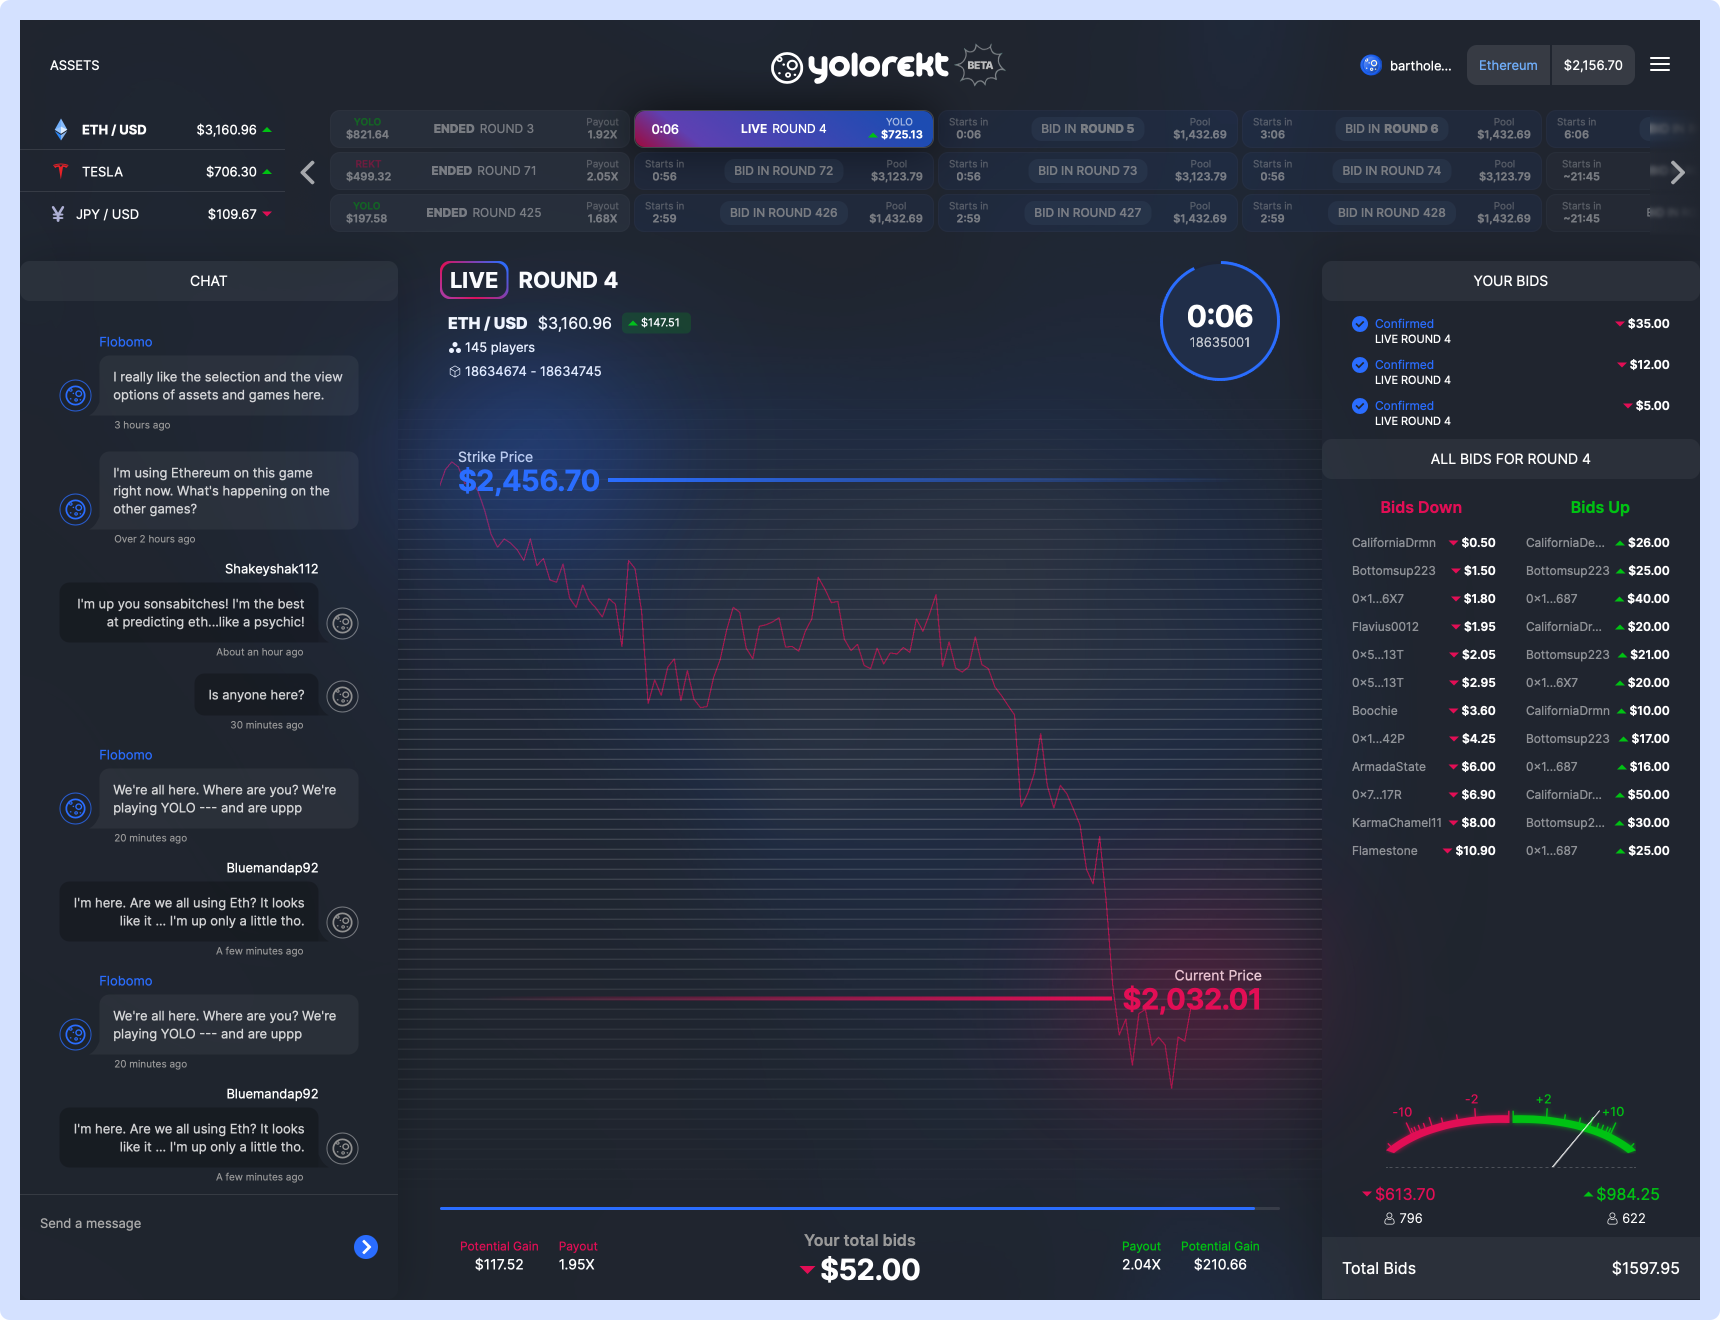 ASSETS
yolorekt
BETA
barthole...
Ethereum
$2,156.70
ETH / USD
$3,160.96
TESLA
$706.30
JPY / USD
$109.67
YOLO
$821.64
ENDED ROUND 3
Payout
1.92X
0:06
LIVE ROUND 4
YOLO
$725.13
Starts in
0:06
BID IN ROUND 5
Pool
$1,432.69
Starts in
3:06
BID IN ROUND 6
Pool
$1,432.69
Starts in
6:06
REKT
$499.32
ENDED ROUND 71
Payout
2.05X
Starts in
0:56
BID IN ROUND 72
Pool
$3,123.79
Starts in
0:56
BID IN ROUND 73
Pool
$3,123.79
Starts in
0:56
BID IN ROUND 74
Pool
$3,123.79
Starts in
~21:45
YOLO
$197.58
ENDED ROUND 425
Payout
1.68X
Starts in
2:59
BID IN ROUND 426
Pool
$1,432.69
Starts in
2:59
BID IN ROUND 427
Pool
$1,432.69
Starts in
2:59
BID IN ROUND 428
Pool
$1,432.69
Starts in
~21:45
CHAT
Flobomo
I really like the selection and the view
options of assets and games here.
3 hours ago
I'm using Ethereum on this game
right now. What's happening on the
other games?
Over 2 hours ago
Shakeyshak112
I'm up you sonsabitches! I'm the best
at predicting eth...like a psychic!
About an hour ago
Is anyone here?
30 minutes ago
Flobomo
We're all here. Where are you? We're
playing YOLO --- and are uppp
20 minutes ago
Bluemandap92
I'm here. Are we all using Eth? It looks
like it ... I'm up only a little tho.
A few minutes ago
Flobomo
We're all here. Where are you? We're
playing YOLO --- and are uppp
20 minutes ago
Bluemandap92
I'm here. Are we all using Eth? It looks
like it ... I'm up only a little tho.
A few minutes ago
Send a message
LIVE ROUND 4
ETH / USD $3,160.96 $147.51
145 players
18634674 - 18634745
0:06
18635001
Strike Price
$2,456.70
Current Price
$2,032.01
Potential Gain
$117.52
Payout
1.95X
Your total bids
$52.00
Payout
2.04X
Potential Gain
$210.66
YOUR BIDS
Confirmed $35.00
LIVE ROUND 4
Confirmed $12.00
LIVE ROUND 4
Confirmed $5.00
LIVE ROUND 4
ALL BIDS FOR ROUND 4
Bids Down Bids Up
CaliforniaDrmn $0.50 CaliforniaDe... $26.00
Bottomsup223 $1.50 Bottomsup223 $25.00
0x1...6X7 $1.80 0x1...687 $40.00
Flavius0012 $1.95 CaliforniaDr... $20.00
0x5...13T $2.05 Bottomsup223 $21.00
0x5...13T $2.95 0x1...6X7 $20.00
Boochie $3.60 CaliforniaDrmn $10.00
0x1...42P $4.25 Bottomsup223 $17.00
ArmadaState $6.00 0x1...687 $16.00
0x7...17R $6.90 CaliforniaDr... $50.00
KarmaChamel11 $8.00 Bottomsup2... $30.00
Flamestone $10.90 0x1...687 $25.00
-10 -2 +2 +10
$613.70 $984.25
796 622
Total Bids $1597.95